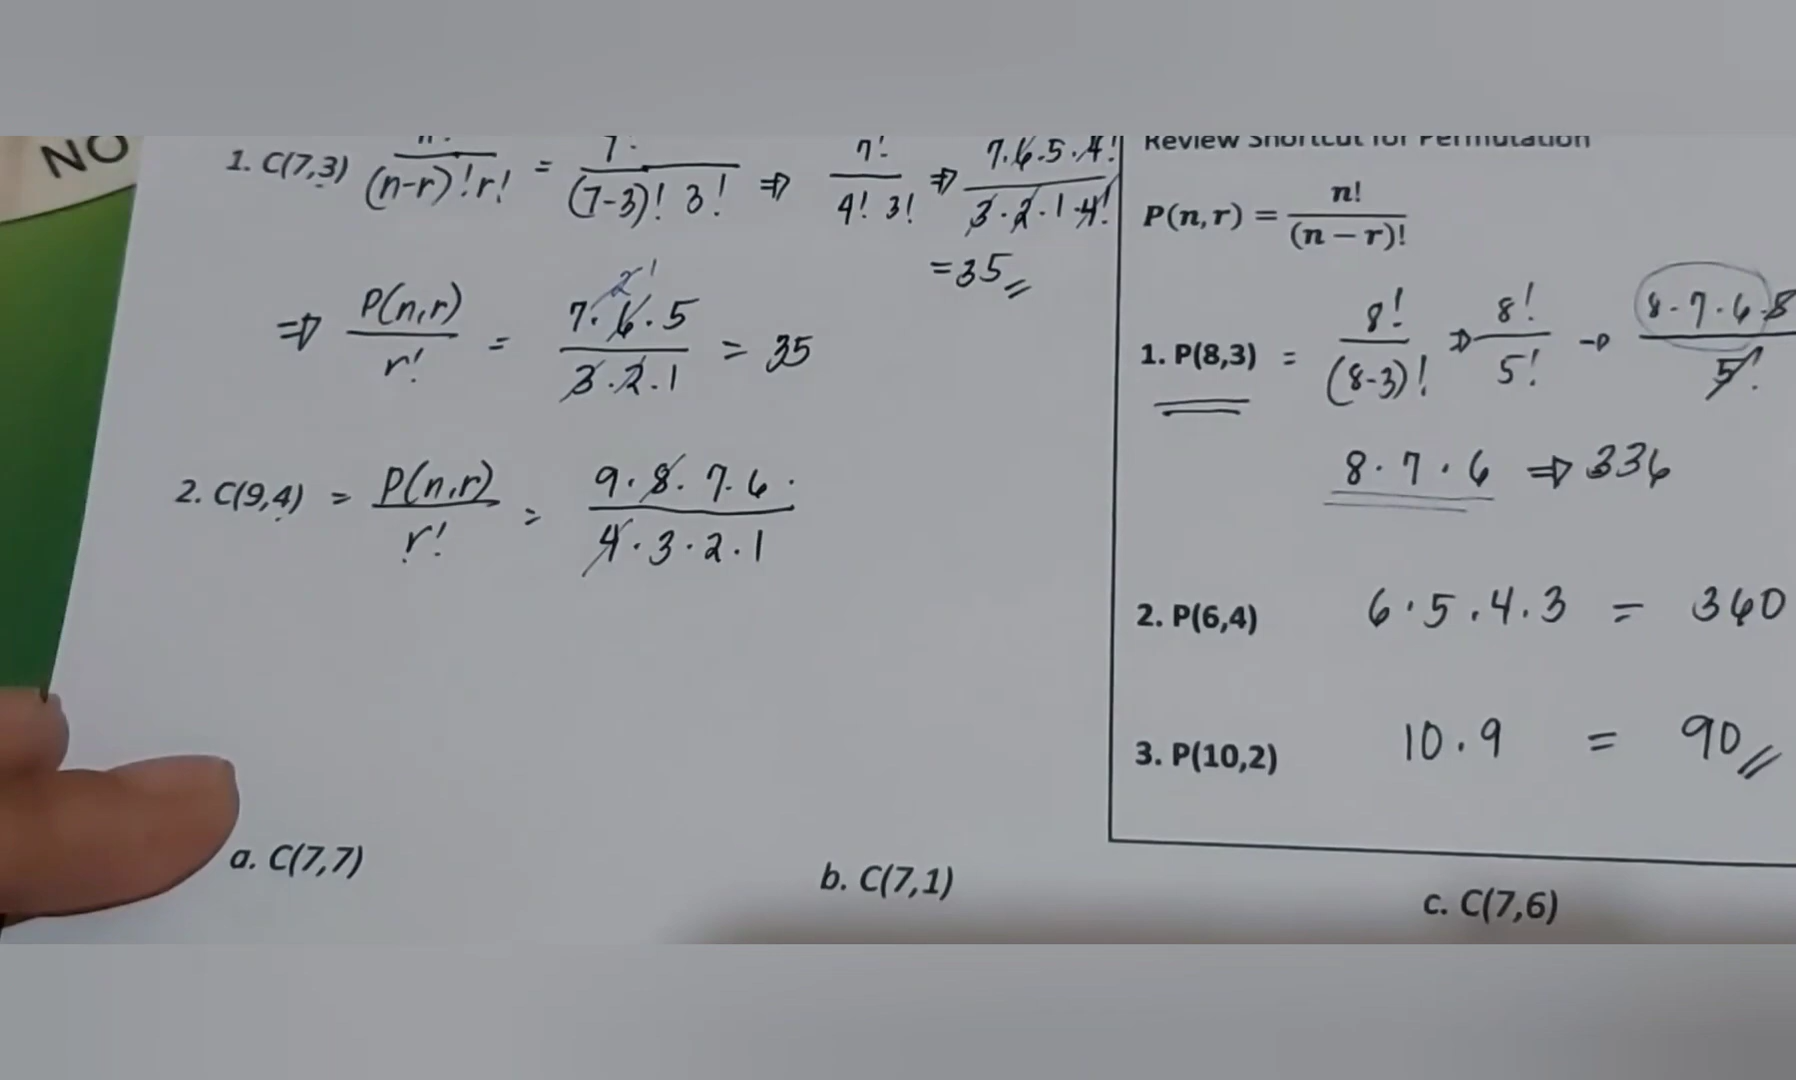 NO
1. C(7,3) n!/(n-r)!r! = 7!/(7-3)! 3! ⇒ 7!/4! 3! ⇒ 7.6.5.4!/3.2.1.4!
= 35
⇒ P(n,r)/r! = 7.6.5/3.2.1 = 35
2 1
2. C(9,4) = P(n,r)/r! = 9.8.7.6./4.3.2.1
a. C(7,7)
b. C(7,1)
c. C(7,6)
Review Shortcut for Permutation
P(n,r) = n!/(n − r)!
1. P(8,3) = 8!/(8-3)! ⇒ 8!/5! → 8.7.6.5/5!
8.7.6 ⇒ 336
2. P(6,4) 6.5.4.3 = 360
3. P(10,2) 10.9 = 90